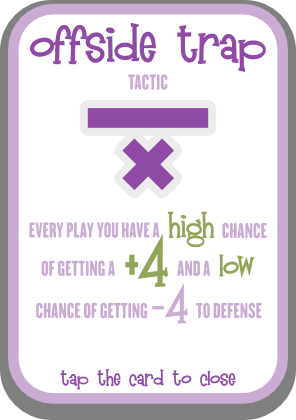 offside trap
TACTIC
EVERY PLAY YOU HAVE A high CHANCE
OF GETTING A +4 AND A low
CHANCE OF GETTING -4 TO DEFENSE
tap the card to close